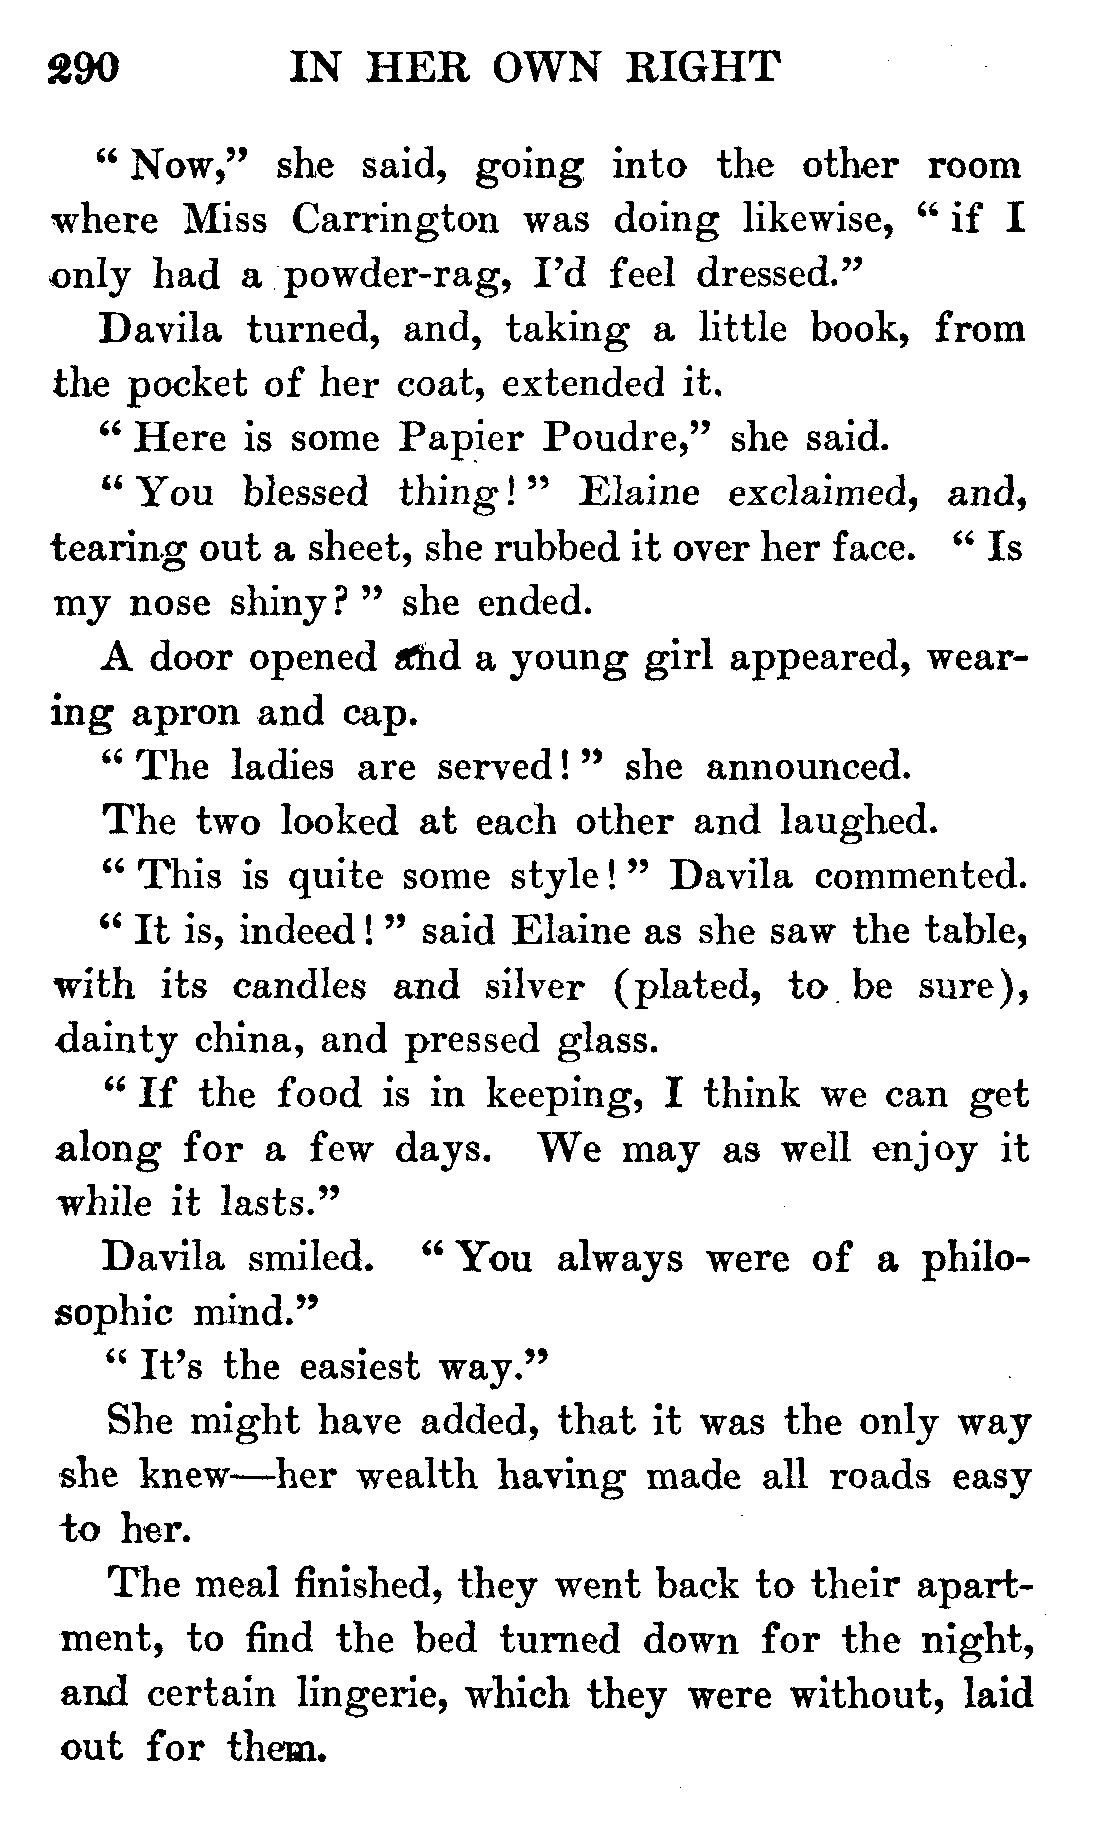 290 IN HER OWN RIGHT
“ Now,” she said, going into the other room
where Miss Carrington was doing likewise, “ if I
only had a powder-rag, I’d feel dressed.”
Davila turned, and, taking a little book, from
the pocket of her coat, extended it.
“ Here is some Papier Poudre,” she said.
“ You blessed thing! ” Elaine exclaimed, and,
tearing out a sheet, she rubbed it over her face. “ Is
my nose shiny? ” she ended.
A door opened and a young girl appeared, wear-
ing apron and cap.
“ The ladies are served! ” she announced.
The two looked at each other and laughed.
“ This is quite some style! ” Davila commented.
“ It is, indeed! ” said Elaine as she saw the table,
with its candles and silver (plated, to be sure),
dainty china, and pressed glass.
“ If the food is in keeping, I think we can get
along for a few days. We may as well enjoy it
while it lasts.”
Davila smiled. “ You always were of a philo-
sophic mind.”
“ It’s the easiest way.”
She might have added, that it was the only way
she knew—her wealth having made all roads easy
to her.
The meal finished, they went back to their apart-
ment, to find the bed turned down for the night,
and certain lingerie, which they were without, laid
out for them.